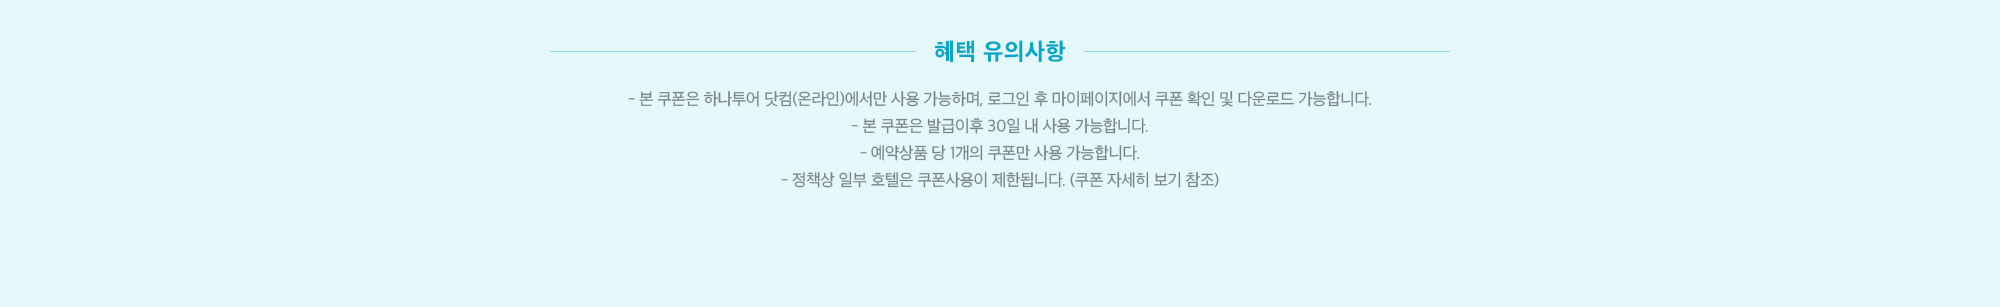 혜택 유의사항
- 본 쿠폰은 하나투어 닷컴(온라인)에서만 사용 가능하며, 로그인 후 마이페이지에서 쿠폰 확인 및 다운로드 가능합니다.
- 본 쿠폰은 발급이후 30일 내 사용 가능합니다.
- 예약상품 당 1개의 쿠폰만 사용 가능합니다.
- 정책상 일부 호텔은 쿠폰사용이 제한됩니다. (쿠폰 자세히 보기 참조)